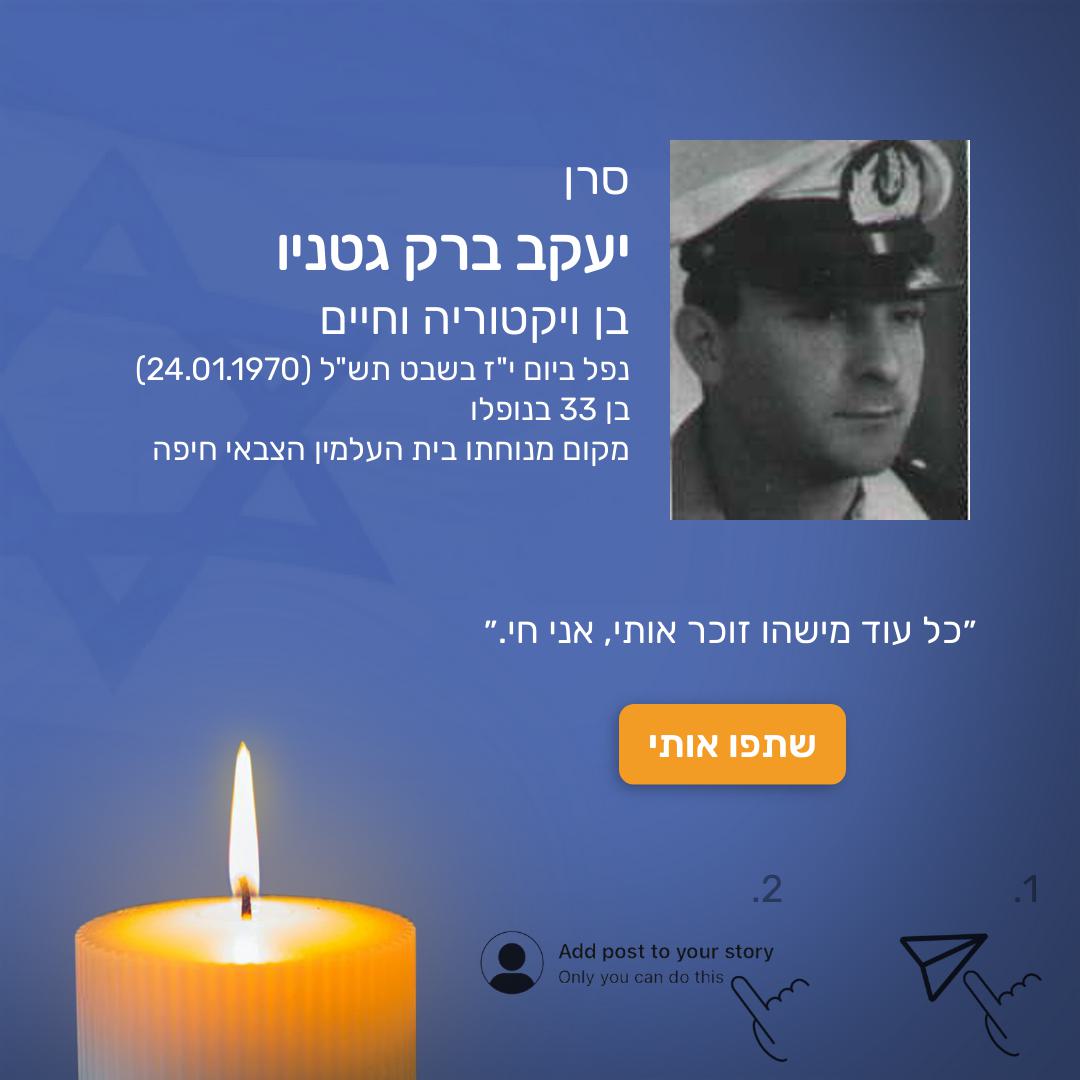 סרן
יעקב ברק גטניו
בן ויקטוריה וחיים
נפל ביום י"ז בשבט תש"ל (24.01.1970)
בן 33 בנופלו
מקום מנוחתו בית העלמין הצבאי חיפה
״כל עוד מישהו זוכר אותי, אני חי.״
שתפו אותי
1.
2.
Add post to your story
Only you can do this